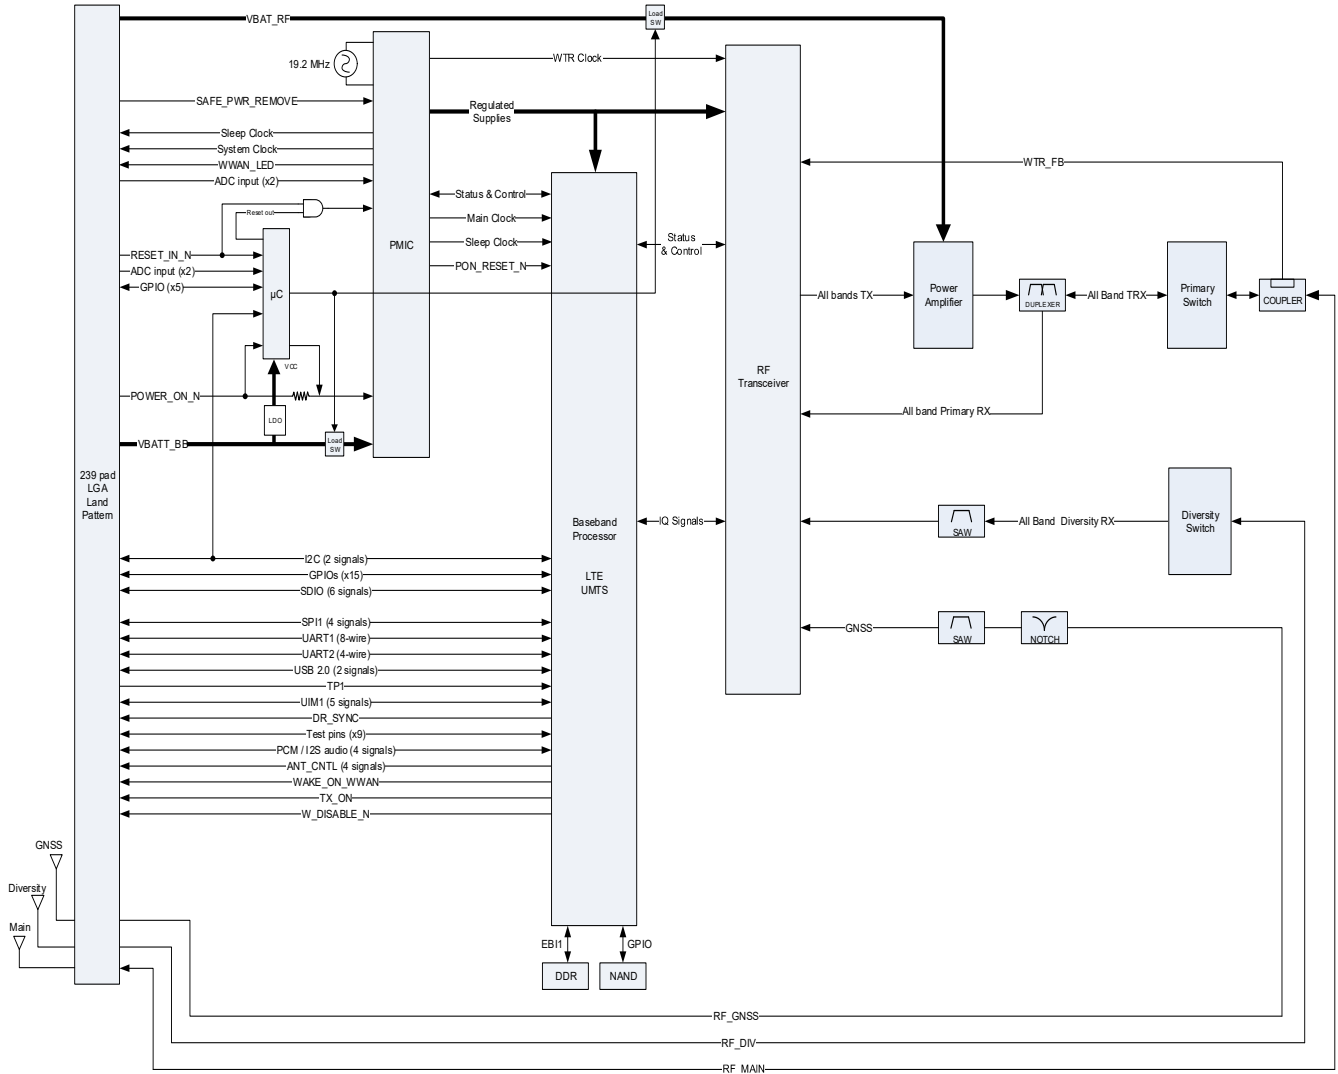 VBAT_RF
Load
SW
19.2 MHz
WTR Clock
SAFE_PWR_REMOVE
Regulated
Supplies
Sleep Clock
System Clock
WWAN_LED
WTR_FB
ADC input (x2)
Status & Control
Reset out
Main Clock
PMIC
Sleep Clock
Status
& Control
RESET_IN_N
PON_RESET_N
ADC input (x2)
GPIO (x5)
µC
All bands TX
Power
Amplifier
DUPLEXER
All Band TRX
Primary
Switch
COUPLER
VCC
RF
Transceiver
POWER_ON_N
LDO
All band Primary RX
VBATT_BB
Load
SW
239 pad
LGA
Land
Pattern
Baseband
Processor
LTE
UMTS
IQ Signals
SAW
All Band Diversity RX
Diversity
Switch
I2C (2 signals)
GPIOs (x15)
SDIO (6 signals)
SPI1 (4 signals)
GNSS
SAW
NOTCH
UART1 (8-wire)
UART2 (4-wire)
USB 2.0 (2 signals)
TP1
UIM1 (5 signals)
DR_SYNC
Test pins (x9)
PCM / I2S audio (4 signals)
ANT_CNTL (4 signals)
WAKE_ON_WWAN
TX_ON
W_DISABLE_N
GNSS
Diversity
Main
EBI1
GPIO
DDR
NAND
RF_GNSS
RF_DIV
RF_MAIN